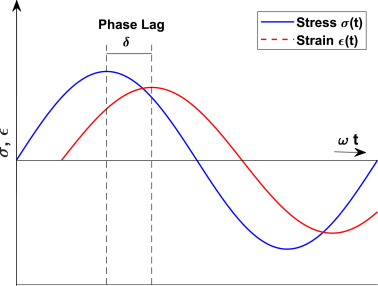 Phase Lag
δ
Stress σ(t)
Strain ϵ(t)
σ, ϵ
ω t